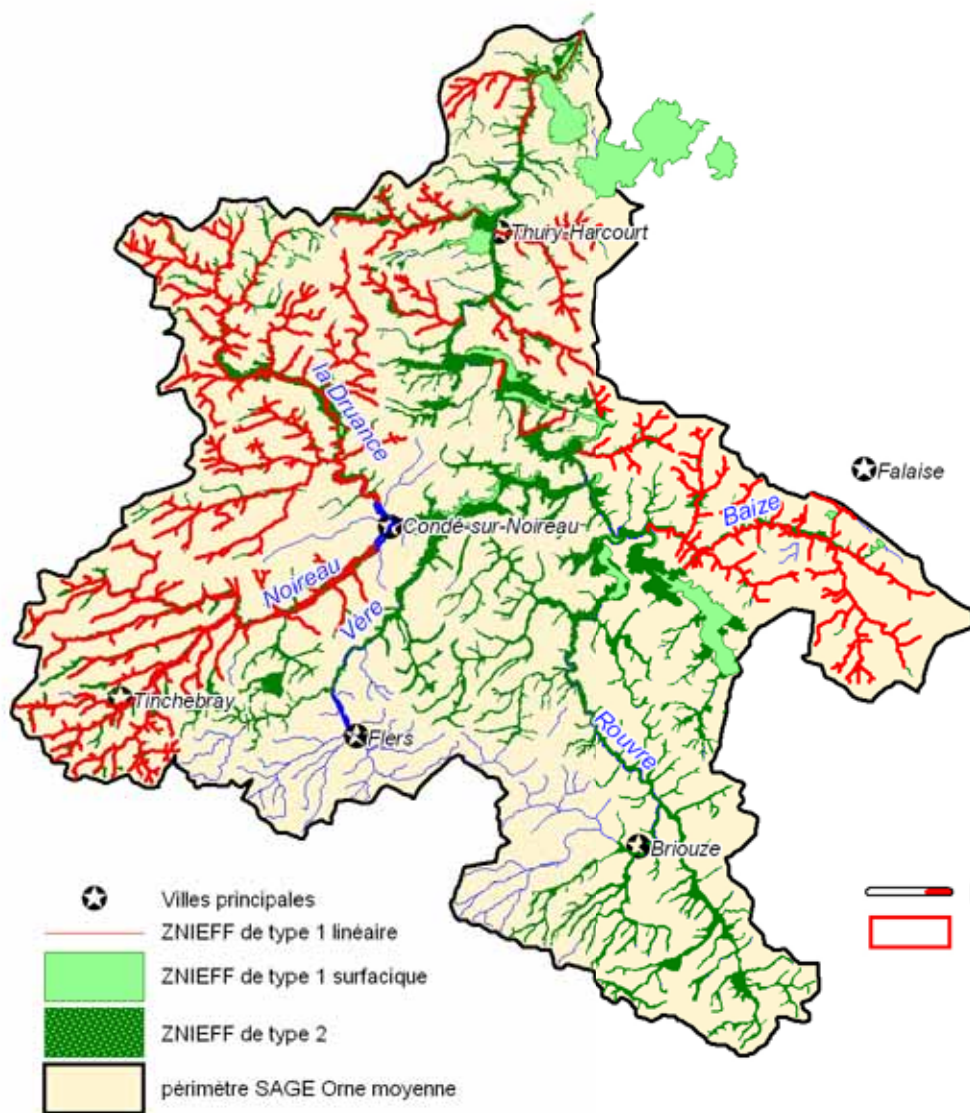 Thury-Harcourt
la Druance
Falaise
Baize
Condé-sur-Noireau
Noireau
Vère
Tinchebray
Flers
Rouvre
Briouze
Villes principales
ZNIEFF de type 1 linéaire
ZNIEFF de type 1 surfacique
ZNIEFF de type 2
périmètre SAGE Orne moyenne